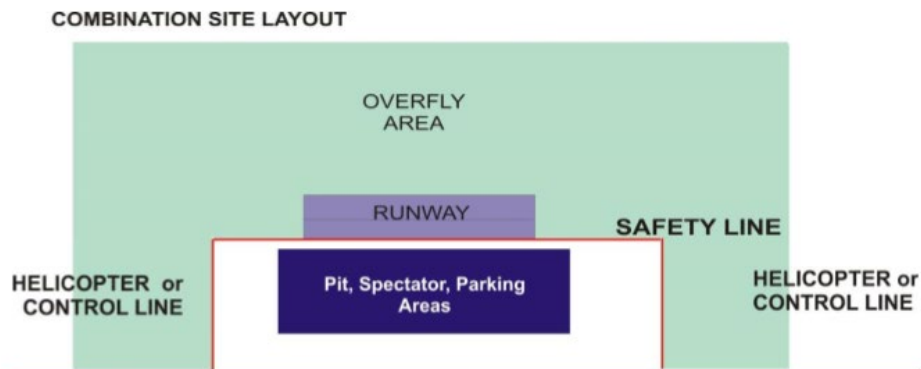 COMBINATION SITE LAYOUT
OVERFLY
AREA
RUNWAY
SAFETY LINE
HELICOPTER or
CONTROL LINE
Pit, Spectator, Parking
Areas
HELICOPTER or
CONTROL LINE